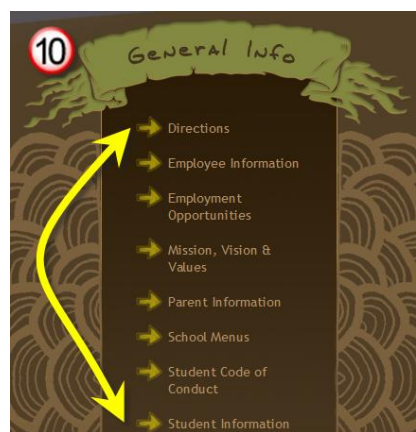 10
General Info
Directions
Employee Information
Employment
Opportunities
Mission, Vision &
Values
Parent Information
School Menus
Student Code of
Conduct
Student Information